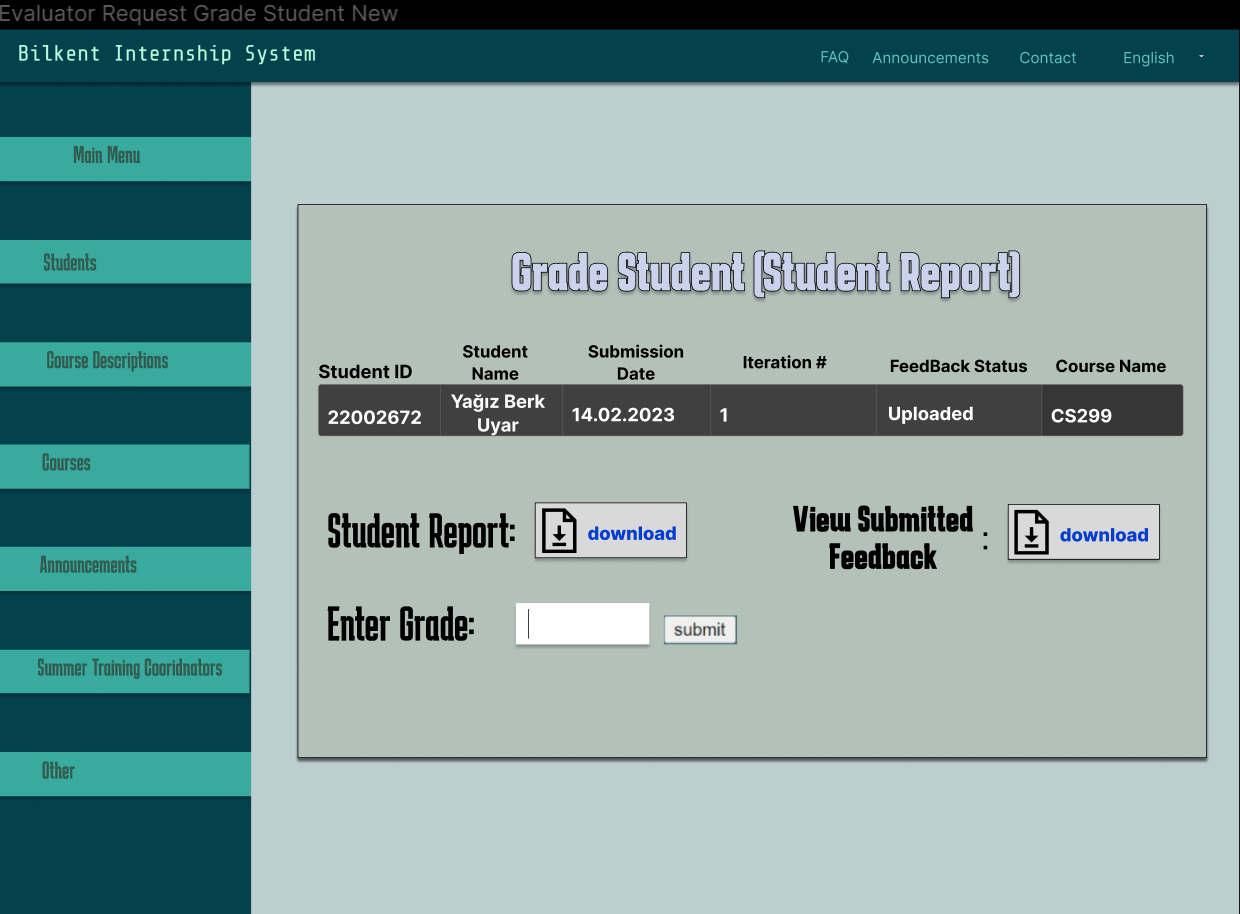 Evaluator Request Grade Student New
Bilkent Internship System
FAQ Announcements Contact English
Main Menu
Students
Course Descriptions
Courses
Announcements
Summer Training Cooridnators
Other
Grade Student (Student Report)
Student ID
Student
Name
Submission
Date
Iteration #
FeedBack Status
Course Name
22002672
Yağız Berk
Uyar
14.02.2023
1
Uploaded
CS299
Student Report:
download
View Submitted
Feedback
:
download
Enter Grade:
submit